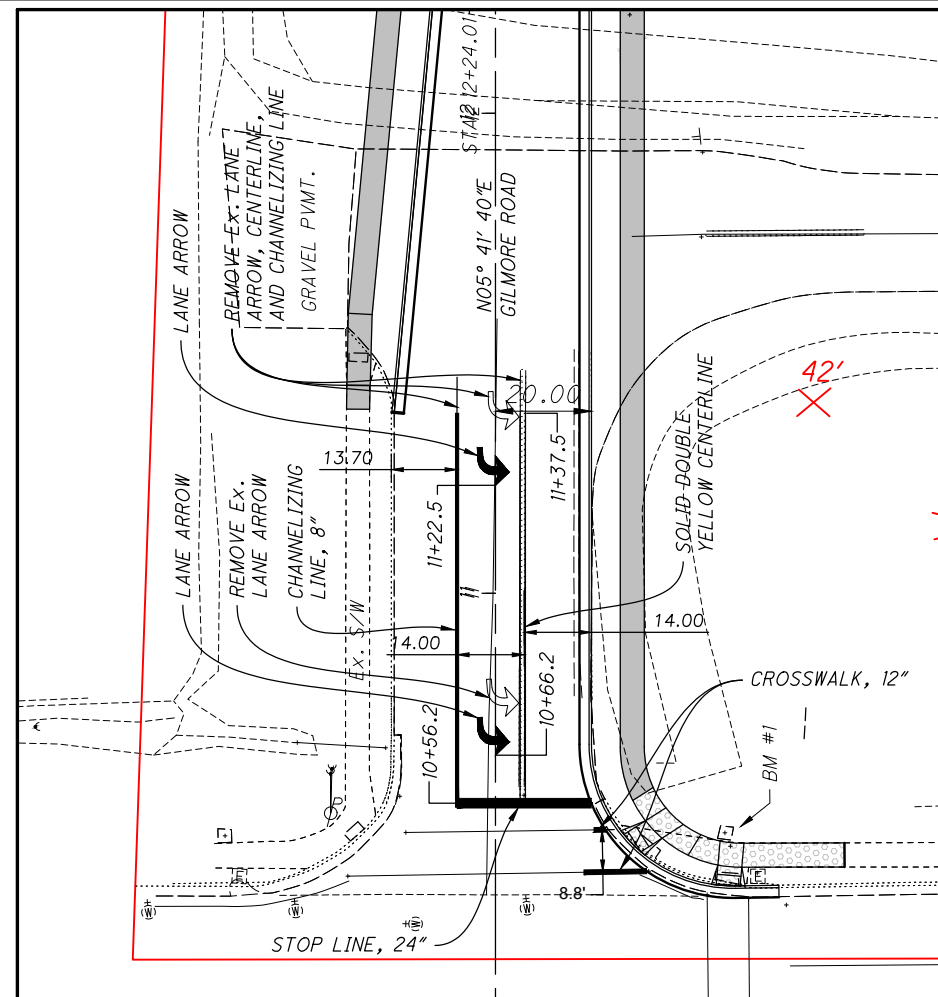 STA 12+24.01
12
REMOVE Ex. LANE
ARROW, CENTERLINE,
AND CHANNELIZING LINE
GRAVEL PVMT.
LANE ARROW
N05° 41' 40"E
GILMORE ROAD
42'
20.00
13.70
11+37.5
11+22.5
SOLID DOUBLE
YELLOW CENTERLINE
LANE ARROW
REMOVE Ex.
LANE ARROW
CHANNELIZING
LINE, 8"
11
Ex. S/W
14.00
14.00
10+66.2
10+56.2
CROSSWALK, 12"
BM #1
P
E
E
8.8'
W
W
W
W
STOP LINE, 24"